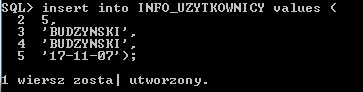 SQL> insert into INFO_UZYTKOWNICY values (
2 5,
3 'BUDZYNSKI',
4 'BUDZYNSKI',
5 '17-11-07');
1 wiersz zosta| utworzony.